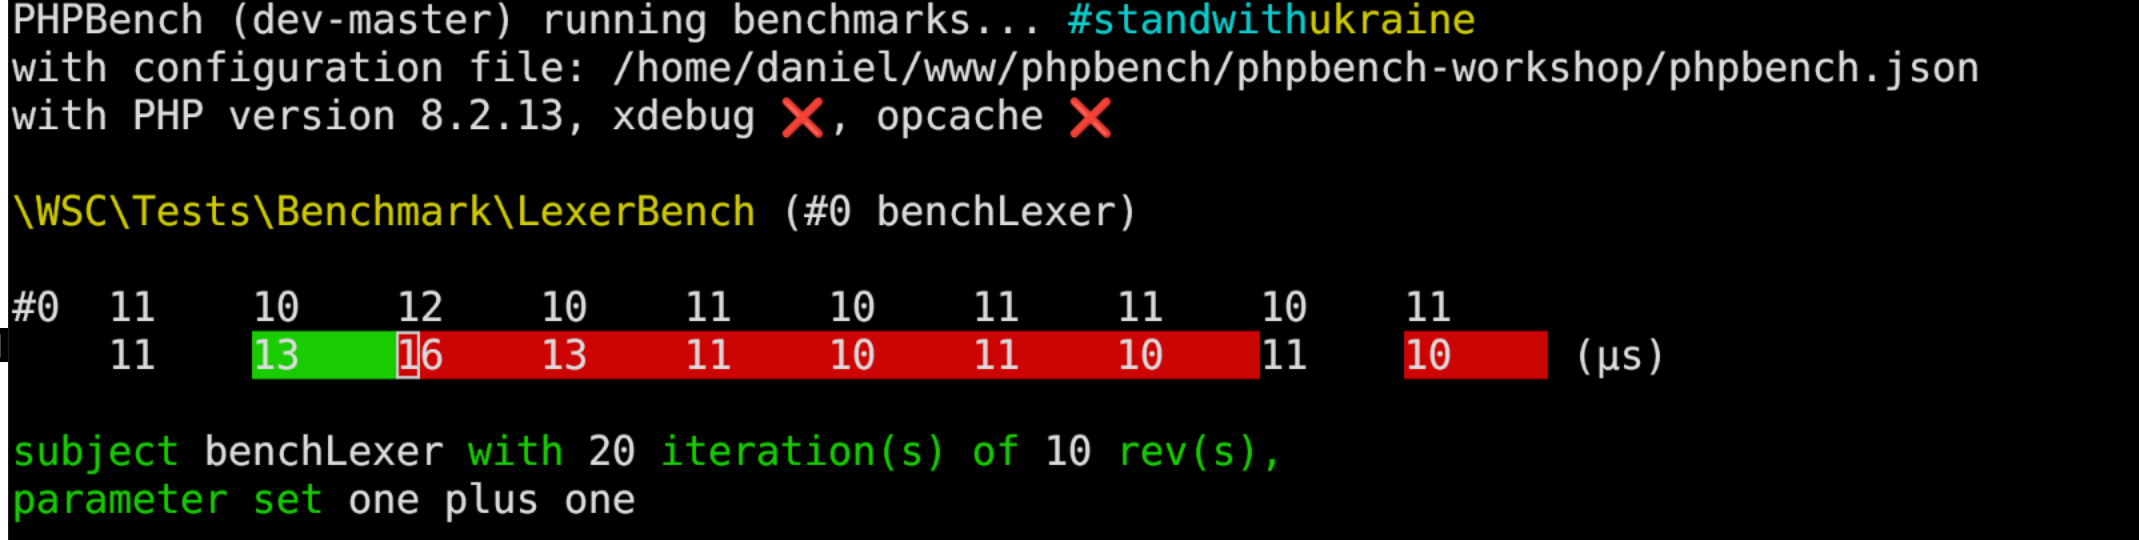 PHPBench (dev-master) running benchmarks... #standwithukraine
with configuration file: /home/daniel/www/phpbench/phpbench-workshop/phpbench.json
with PHP version 8.2.13, xdebug ❌, opcache ❌
\WSC\Tests\Benchmark\LexerBench (#0 benchLexer)
#0 11 10 12 10 11 10 11 11 10 11
11 13 16 13 11 10 11 10 11 10 (μs)
subject benchLexer with 20 iteration(s) of 10 rev(s),
parameter set one plus one